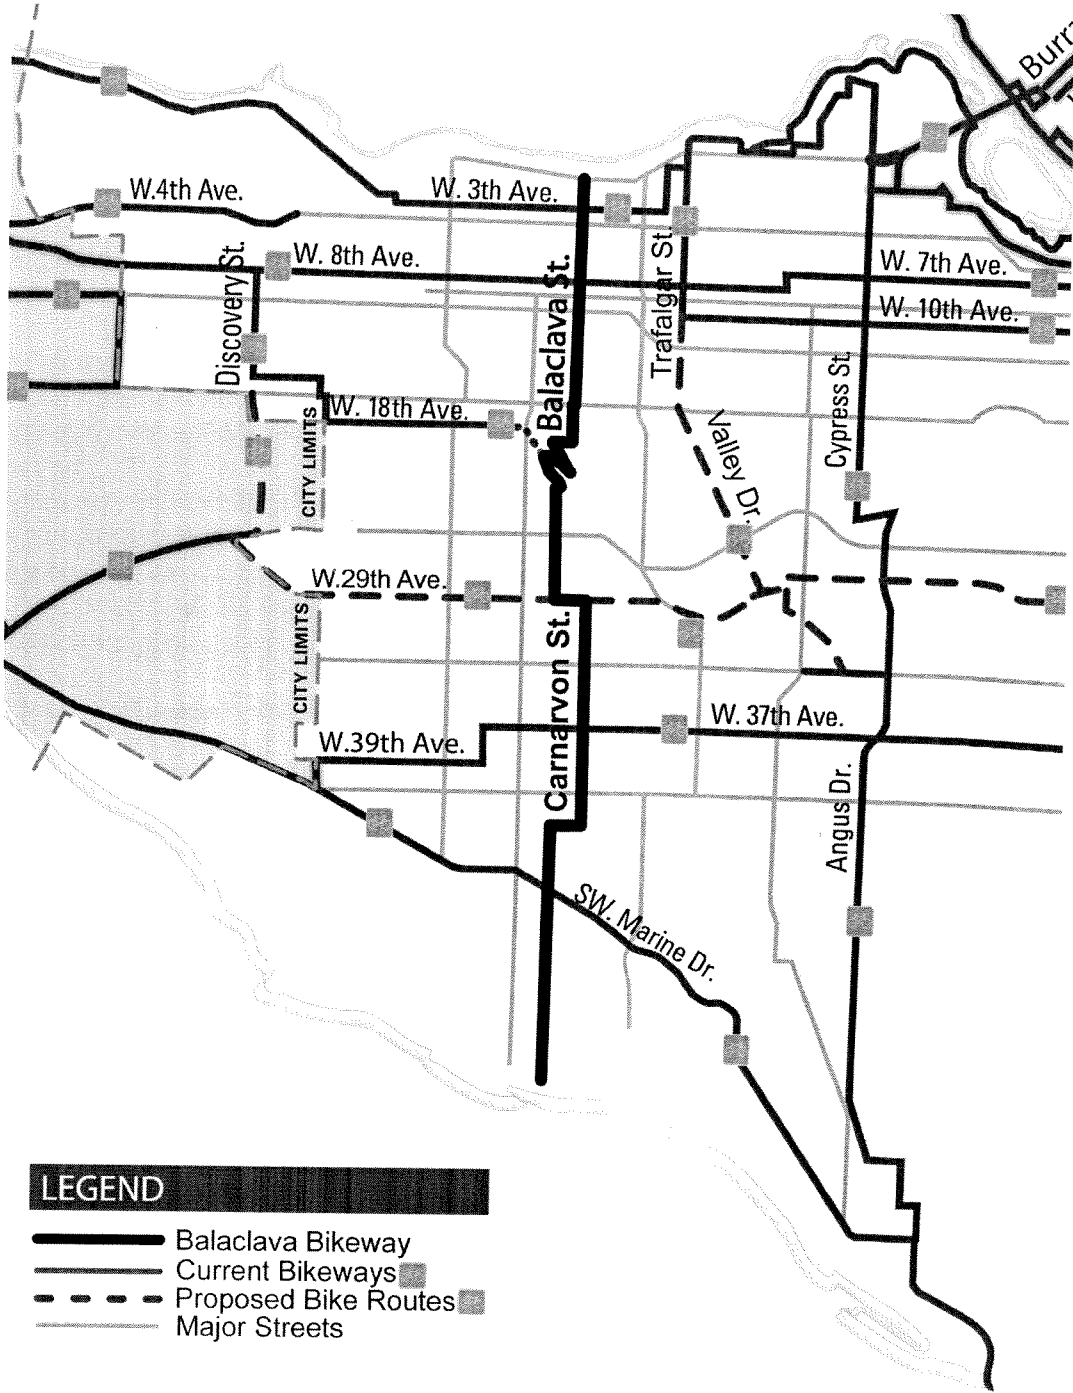 Burra
W.4th Ave.
W. 3th Ave.
W. 8th Ave.
W. 7th Ave.
W. 10th Ave.
Discovery St.
Balaclava St.
Trafalgar St.
Cypress St.
W. 18th Ave.
CITY LIMITS
Valley Dr.
W.29th Ave.
CITY LIMITS
Carnarvon St.
W. 37th Ave.
W.39th Ave.
Angus Dr.
SW. Marine Dr.
LEGEND
Balaclava Bikeway
Current Bikeways
Proposed Bike Routes
Major Streets